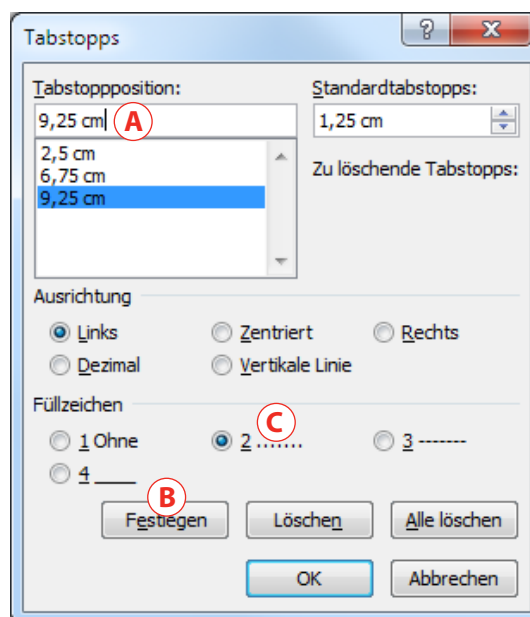 Tabstopps
Tabstoppposition:
Standardtabstopps:
9,25 cm
A
1,25 cm
2,5 cm
6,75 cm
9,25 cm
Zu löschende Tabstopps:
Ausrichtung
Links
Zentriert
Rechts
Dezimal
Vertikale Linie
Füllzeichen
C
1 Ohne
2 .......
3 -------
4 ____
B
Festlegen
Löschen
Alle löschen
OK
Abbrechen